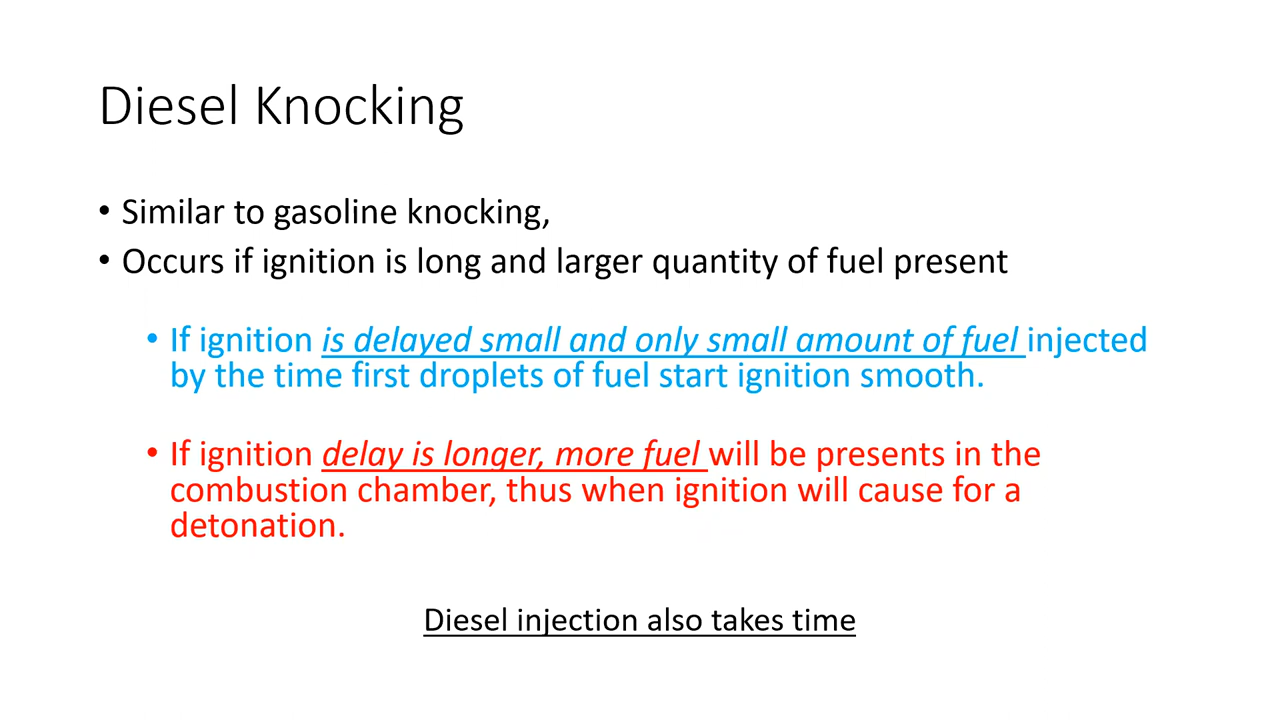 Diesel Knocking
• Similar to gasoline knocking,
• Occurs if ignition is long and larger quantity of fuel present
• If ignition is delayed small and only small amount of fuel injected
by the time first droplets of fuel start ignition smooth.
• If ignition delay is longer, more fuel will be presents in the
combustion chamber, thus when ignition will cause for a
detonation.
Diesel injection also takes time